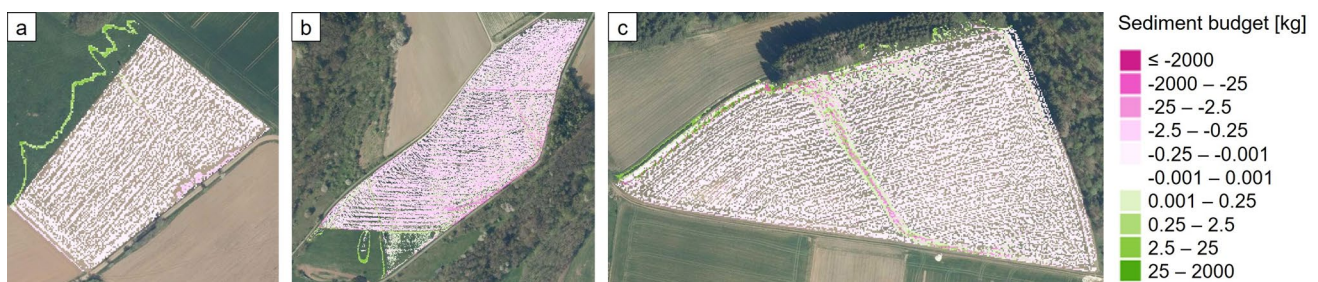 a
b
c
Sediment budget [kg]
≤ -2000
-2000 – -25
-25 – -2.5
-2.5 – -0.25
-0.25 – -0.001
-0.001 – 0.001
0.001 – 0.25
0.25 – 2.5
2.5 – 25
25 – 2000